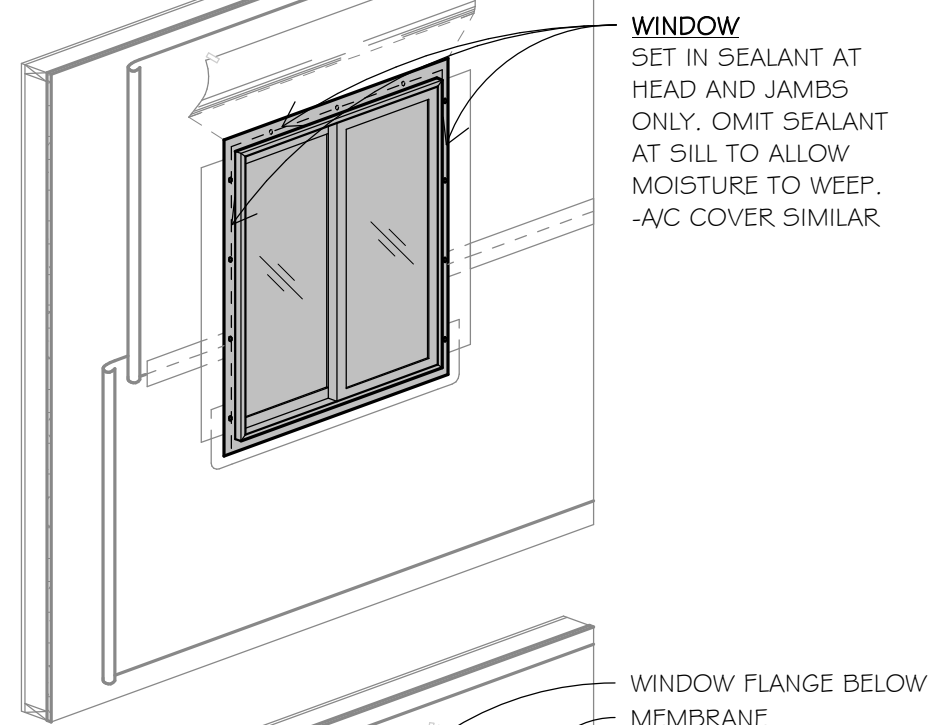 WINDOW
SET IN SEALANT AT
HEAD AND JAMBS
ONLY. OMIT SEALANT
AT SILL TO ALLOW
MOISTURE TO WEEP.
-A/C COVER SIMILAR
WINDOW FLANGE BELOW
MEMBRANE